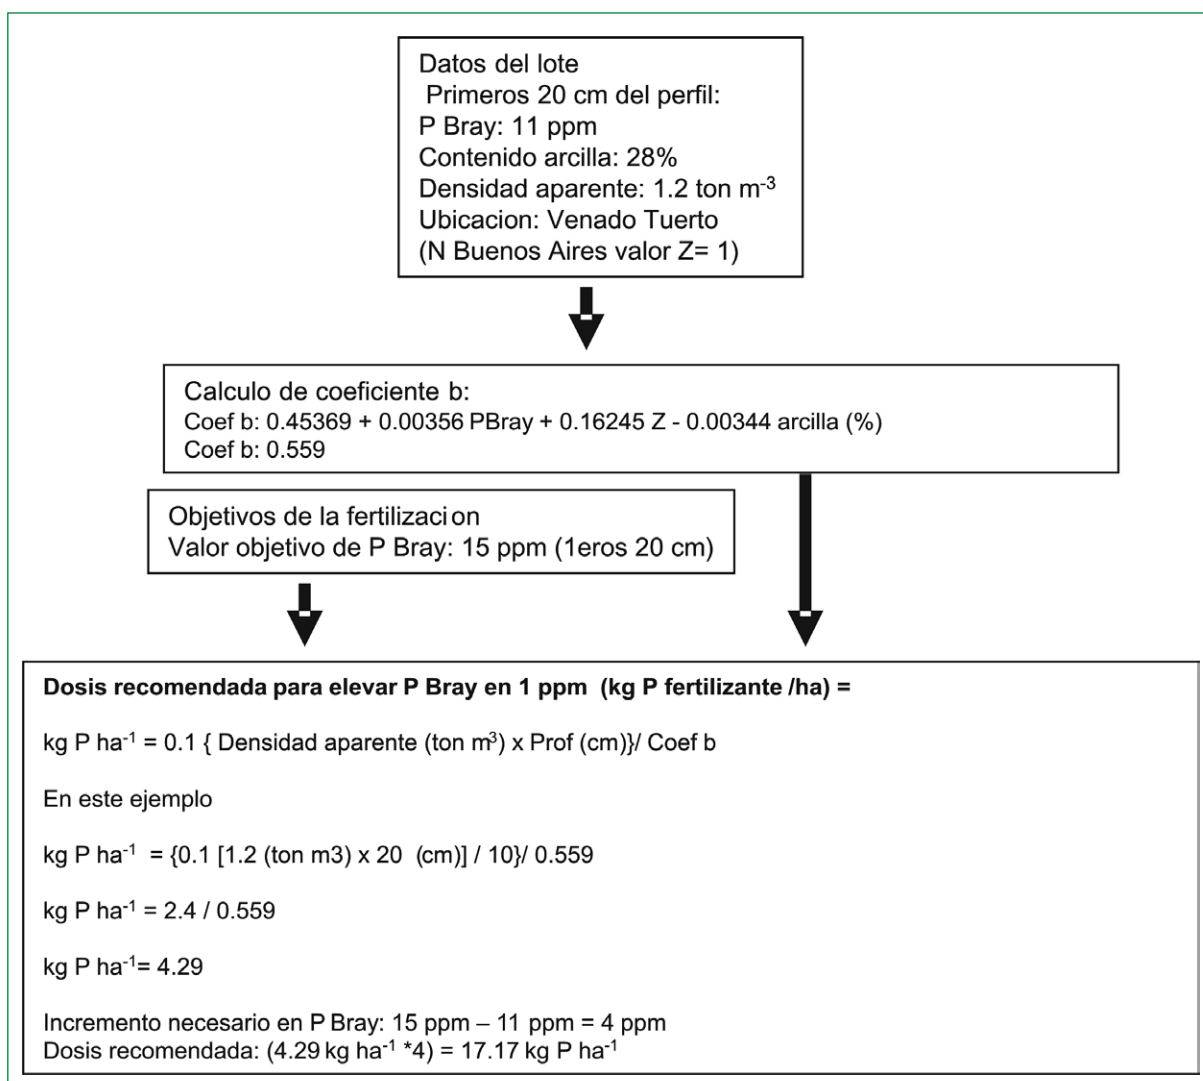 Datos del lote
Primeros 20 cm del perfil:
P Bray: 11 ppm
Contenido arcilla: 28%
Densidad aparente: 1.2 ton m⁻³
Ubicacion: Venado Tuerto
(N Buenos Aires valor Z= 1)
Calculo de coeficiente b:
Coef b: 0.45369 + 0.00356 PBray + 0.16245 Z - 0.00344 arcilla (%)
Coef b: 0.559
Objetivos de la fertilizacion
Valor objetivo de P Bray: 15 ppm (1eros 20 cm)
Dosis recomendada para elevar P Bray en 1 ppm (kg P fertilizante /ha) =
kg P ha⁻¹ = 0.1 { Densidad aparente (ton m³) x Prof (cm)}/ Coef b
En este ejemplo
kg P ha⁻¹ = {0.1 [1.2 (ton m3) x 20 (cm)] / 10}/ 0.559
kg P ha⁻¹ = 2.4 / 0.559
kg P ha⁻¹= 4.29
Incremento necesario en P Bray: 15 ppm – 11 ppm = 4 ppm
Dosis recomendada: (4.29 kg ha⁻¹ *4) = 17.17 kg P ha⁻¹